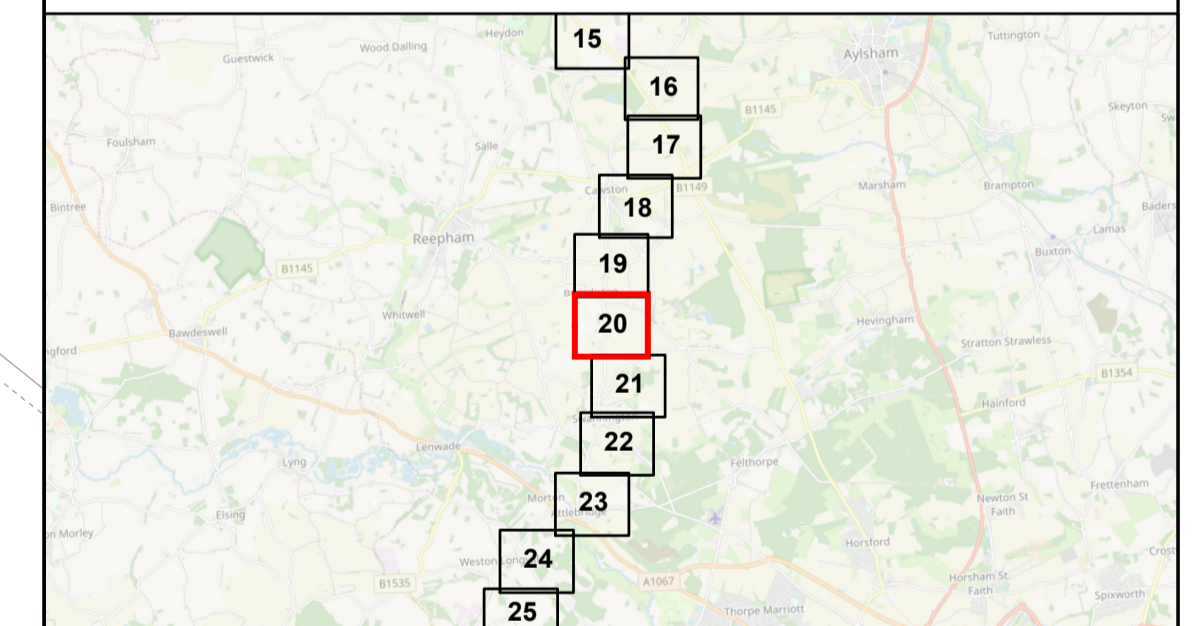 Heydon
15
Wood Dalling
Tuttington
Guestwick
Aylsham
16
B1145
Skeyton
Foulsham
Salle
17
Cawston
B1149
Marsham
Brampton
Bintree
18
Reepham
Lamas
Buxton
19
B1145
Whitwell
20
Hevingham
Bawdeswell
Stratton Strawless
21
B1354
Hainford
22
Lenwade
Lyng
Felthorpe
Frettenham
Morton
23
Attlebridge
Newton St
Faith
Elsing
Horsford
24
B1535
A1067
Horsham St.
Faith
Spixworth
25
Thorpe Marriott